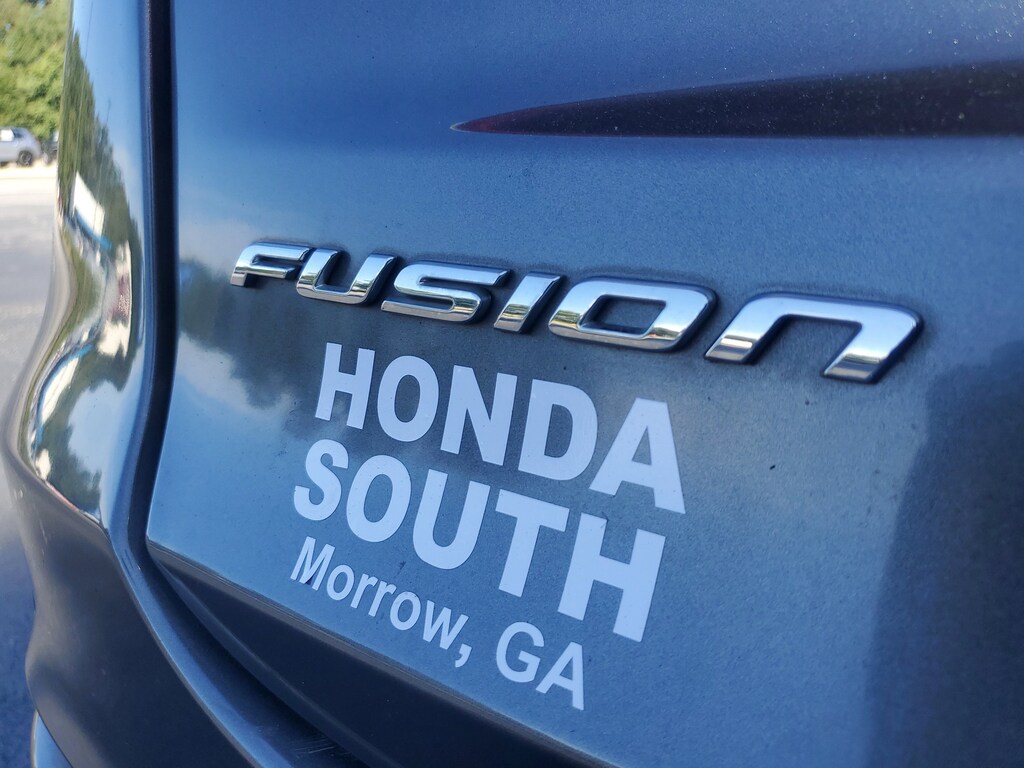 FUSION
HONDA
SOUTH
Morrow, GA